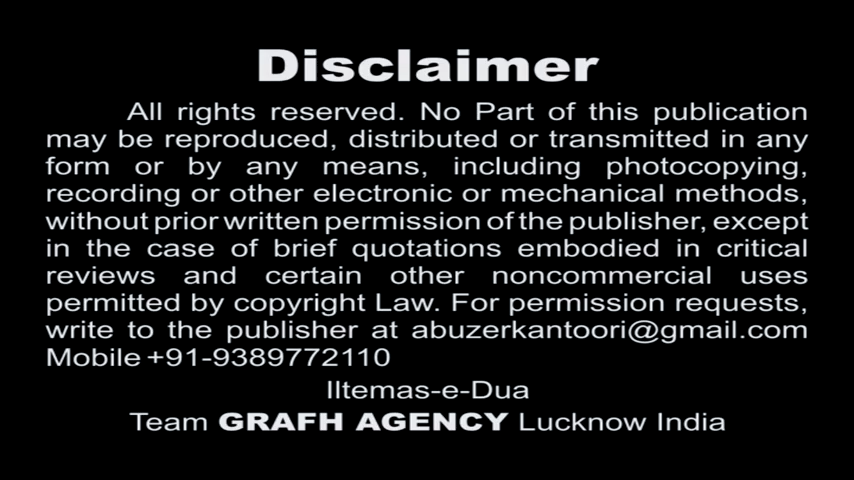 Disclaimer
All rights reserved. No Part of this publication
may be reproduced, distributed or transmitted in any
form or by any means, including photocopying,
recording or other electronic or mechanical methods,
without prior written permission of the publisher, except
in the case of brief quotations embodied in critical
reviews and certain other noncommercial uses
permitted by copyright Law. For permission requests,
write to the publisher at abuzerkantoori@gmail.com
Mobile +91-9389772110
IItemas-e-Dua
Team GRAFH AGENCY Lucknow India